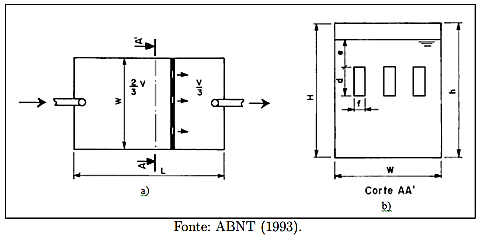 A'
2/3 V
V/3
W
A
L
a)
e
d
f
H
h
W
Corte AA'
b)
Fonte: ABNT (1993).